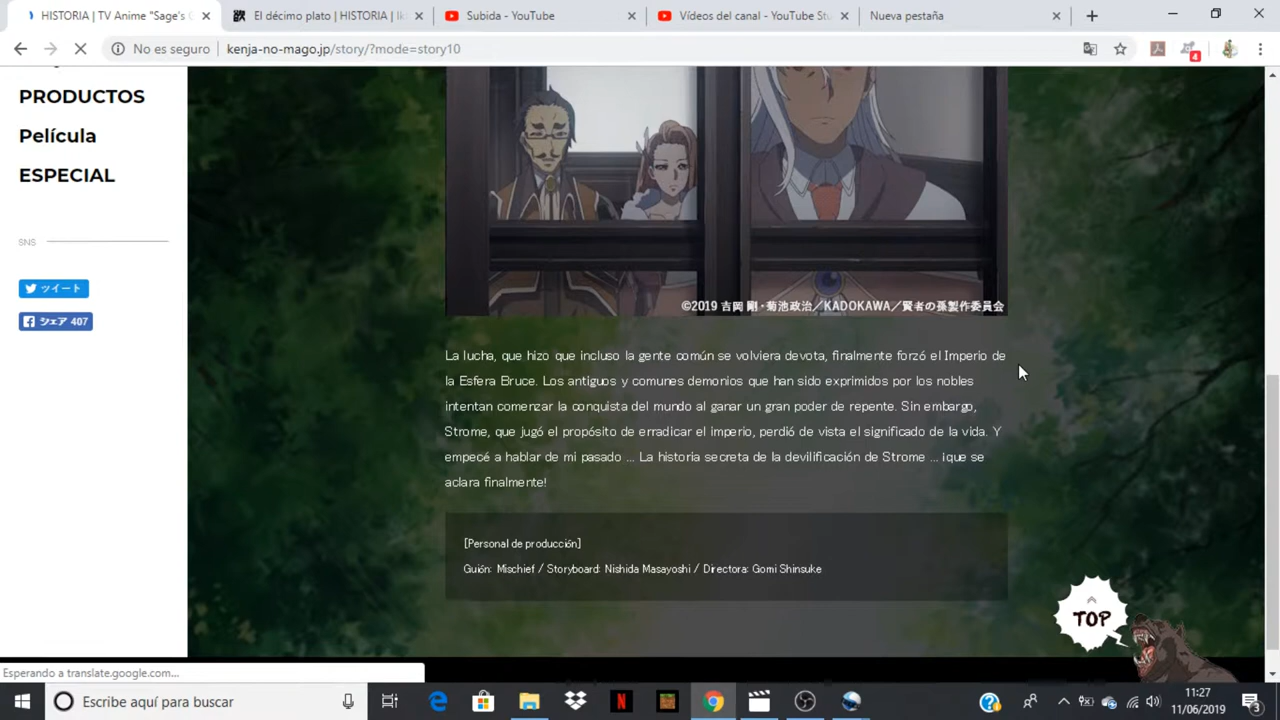 HISTORIA | TV Anime "Sage's G
El décimo plato | HISTORIA | Ik
Subida - YouTube
Vídeos del canal - YouTube Stu
Nueva pestaña
No es seguro
kenja-no-mago.jp/story/?mode=story10
4
PRODUCTOS
Película
ESPECIAL
SNS
ツイート
シェア 407
©2019 吉岡 剛・菊池政治／KADOKAWA／賢者の孫製作委員会
La lucha, que hizo que incluso la gente común se volviera devota, finalmente forzó el Imperio de
la Esfera Bruce. Los antiguos y comunes demonios que han sido exprimidos por los nobles
intentan comenzar la conquista del mundo al ganar un gran poder de repente. Sin embargo,
Strome, que jugó el propósito de erradicar el imperio, perdió de vista el significado de la vida. Y
empecé a hablar de mi pasado ... La historia secreta de la devilificación de Strome ... ¡que se
aclara finalmente!
[Personal de producción]
Guión: Mischief / Storyboard: Nishida Masayoshi / Directora: Gomi Shinsuke
TOP
Esperando a translate.google.com...
Escribe aquí para buscar
11:27
11/06/2019
3